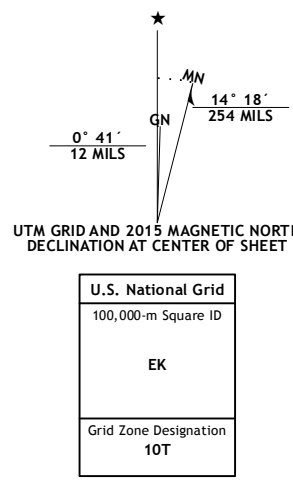 ★
MN
GN
14° 18´
254 MILS
0° 41´
12 MILS
UTM GRID AND 2015 MAGNETIC NORTH
DECLINATION AT CENTER OF SHEET
U.S. National Grid
100,000-m Square ID
EK
Grid Zone Designation
10T